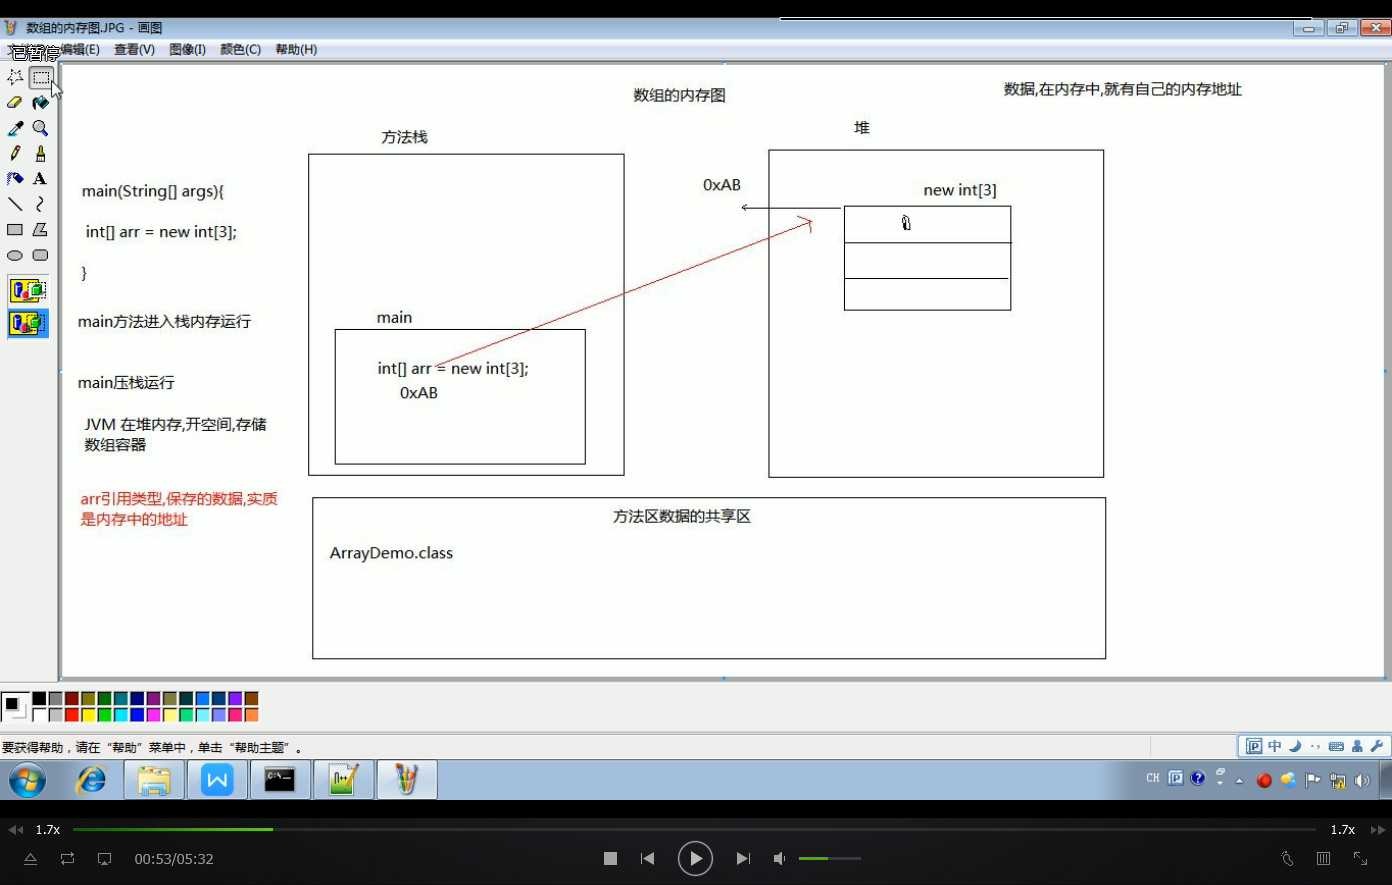 数组的内存图.JPG - 画图
已暂停
编辑(E) 查看(V) 图像(I) 颜色(C) 帮助(H)
数组的内存图
数据,在内存中,就有自己的内存地址
方法栈
堆
main(String[] args){
int[] arr = new int[3];
}
0xAB
new int[3]
0
main方法进入栈内存运行
main
int[] arr = new int[3];
0xAB
main压栈运行
JVM 在堆内存,开空间,存储
数组容器
arr引用类型,保存的数据,实质
是内存中的地址
方法区数据的共享区
ArrayDemo.class
要获得帮助，请在“帮助”菜单中，单击“帮助主题”。
中
CH
1.7x
1.7x
00:53/05:32